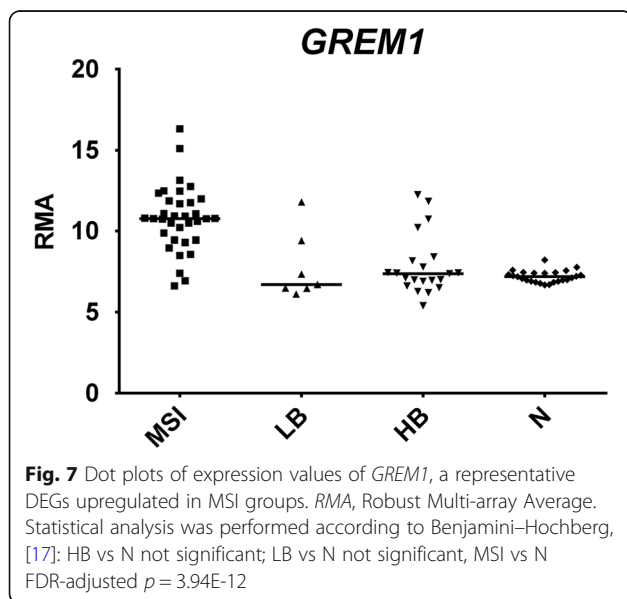 GREM1
20
15
10
5
0
RMA
MSI
LB
HB
N
Fig. 7 Dot plots of expression values of GREM1, a representative
DEGs upregulated in MSI groups. RMA, Robust Multi-array Average.
Statistical analysis was performed according to Benjamini–Hochberg,
[17]: HB vs N not significant; LB vs N not significant, MSI vs N
FDR-adjusted p = 3.94E-12